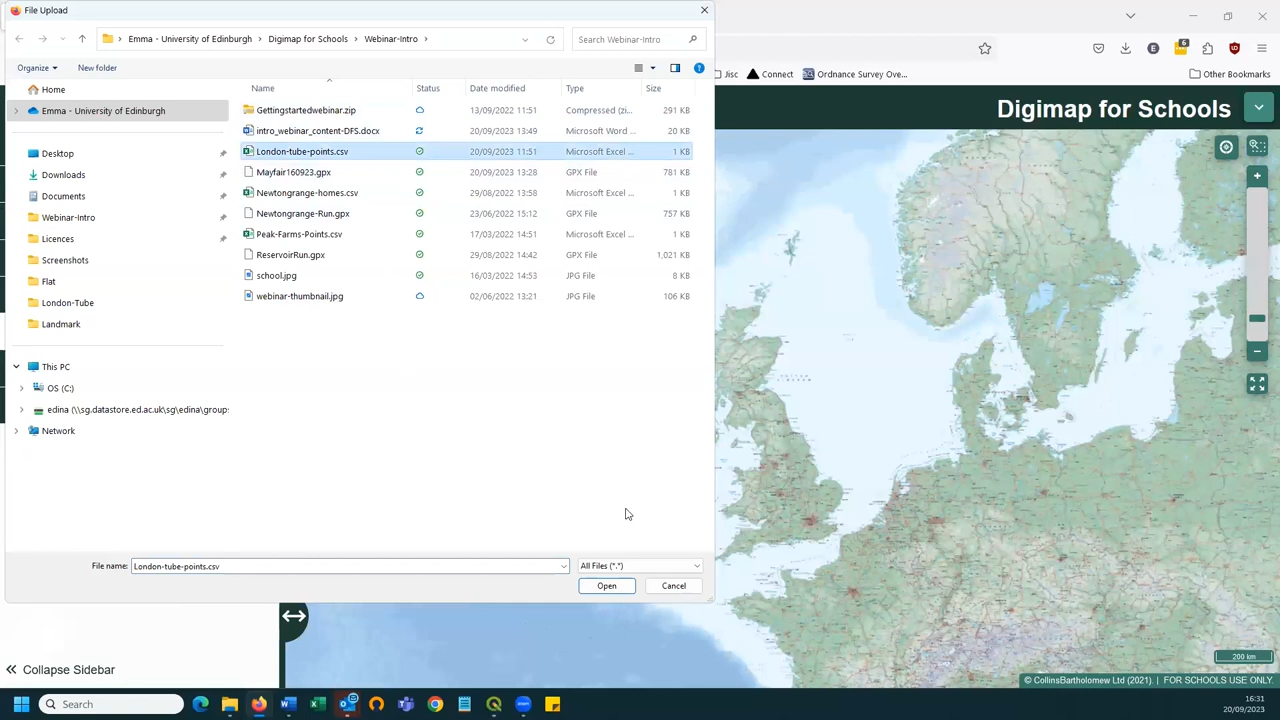 File Upload
Emma - University of Edinburgh > Digimap for Schools > Webinar-Intro >
Search Webinar-Intro
Organize
New folder
Name
Status
Date modified
Type
Size
Home
Emma - University of Edinburgh
Desktop
Downloads
Documents
Webinar-Intro
Licences
Screenshots
Flat
London-Tube
Landmark
This PC
OS (C:)
edina (\\sg.datastore.ed.ac.uk\sg\edina\group:
Network
Gettingstartedwebinar.zip 13/09/2022 11:51 Compressed (zi... 291 KB
intro_webinar_content-DFS.docx 20/09/2023 13:49 Microsoft Word ... 20 KB
London-tube-points.csv 20/09/2023 11:51 Microsoft Excel ... 1 KB
Mayfair160923.gpx 20/09/2023 13:28 GPX File 781 KB
Newtongrange-homes.csv 29/08/2022 13:58 Microsoft Excel ... 1 KB
Newtongrange-Run.gpx 23/06/2022 15:12 GPX File 757 KB
Peak-Farms-Points.csv 17/03/2022 14:51 Microsoft Excel ... 1 KB
ReservoirRun.gpx 29/08/2022 14:42 GPX File 1,021 KB
school.jpg 16/03/2022 14:53 JPG File 8 KB
webinar-thumbnail.jpg 02/06/2022 13:21 JPG File 106 KB
File name: London-tube-points.csv
All Files (*.*)
Open
Cancel
6
E
Jisc
Connect
Ordnance Survey Ove...
Other Bookmarks
Digimap for Schools
200 km
© CollinsBartholomew Ltd (2021). | FOR SCHOOLS USE ONLY.
Collapse Sidebar
Search
16:31
20/09/2023